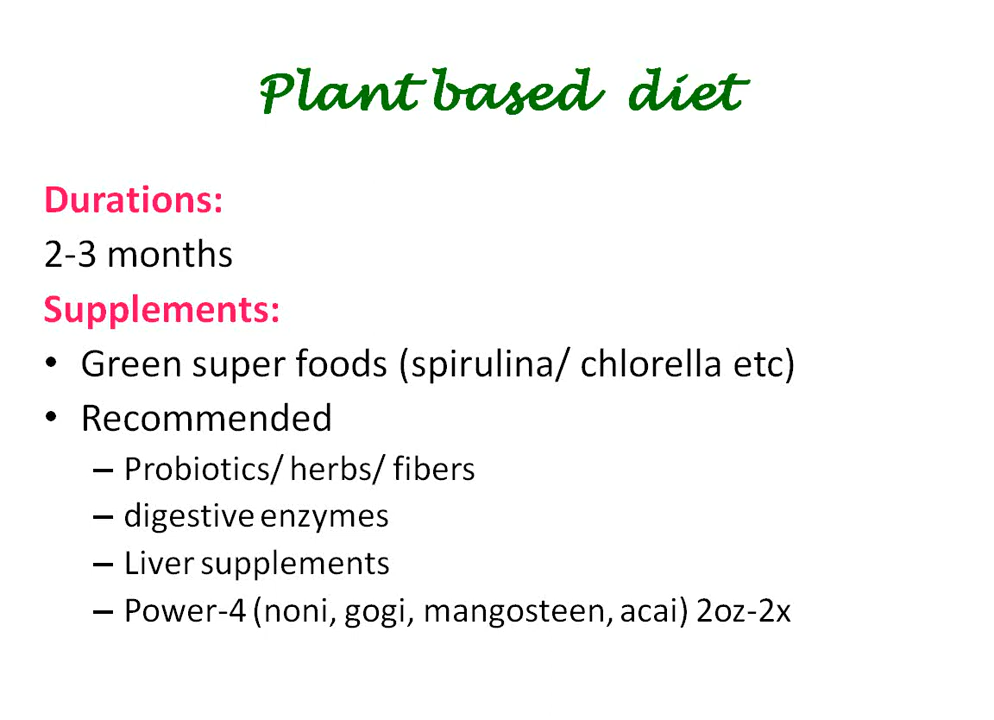 Plant based diet
Durations:
2-3 months
Supplements:
• Green super foods (spirulina/ chlorella etc)
• Recommended
– Probiotics/ herbs/ fibers
– digestive enzymes
– Liver supplements
– Power-4 (noni, gogi, mangosteen, acai) 2oz-2x